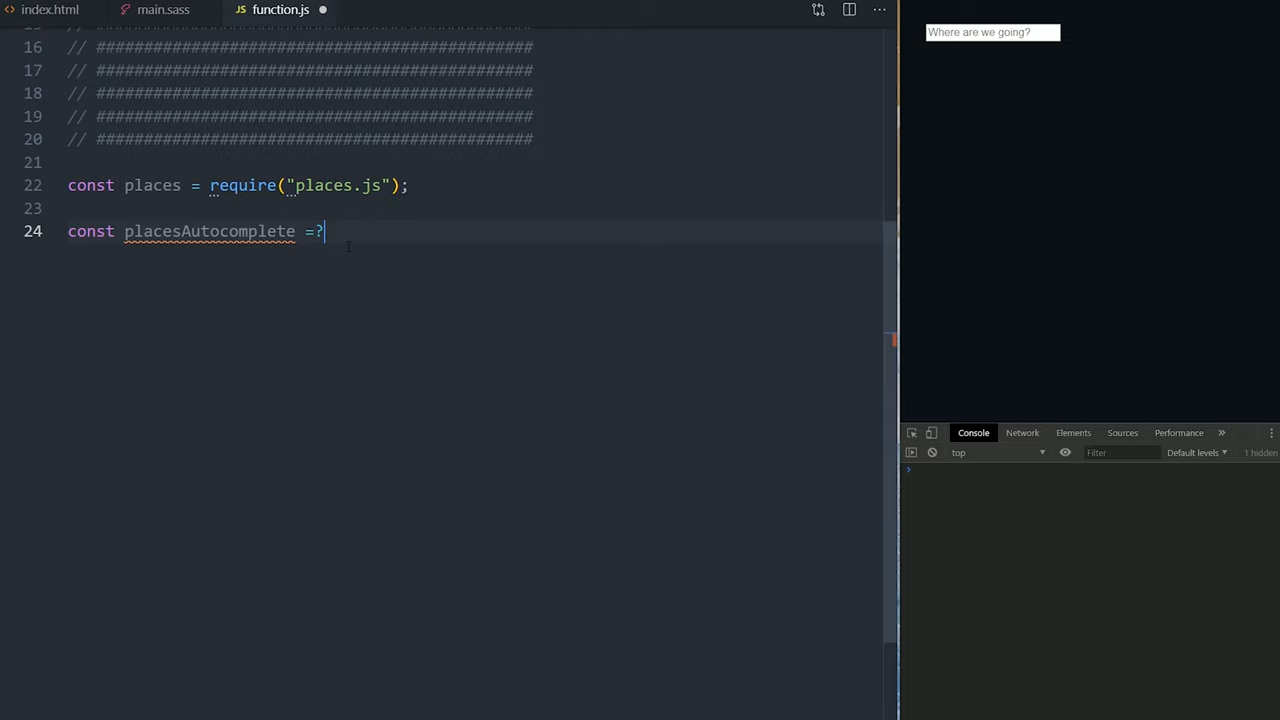 index.html main.sass JS function.js
16 // ##############################################
17 // ##############################################
18 // ##############################################
19 // ##############################################
20 // ##############################################
21
22 const places = require("places.js");
23
24 const placesAutocomplete =?
Where are we going?
Console Network Elements Sources Performance »
top Filter Default levels 1 hidden